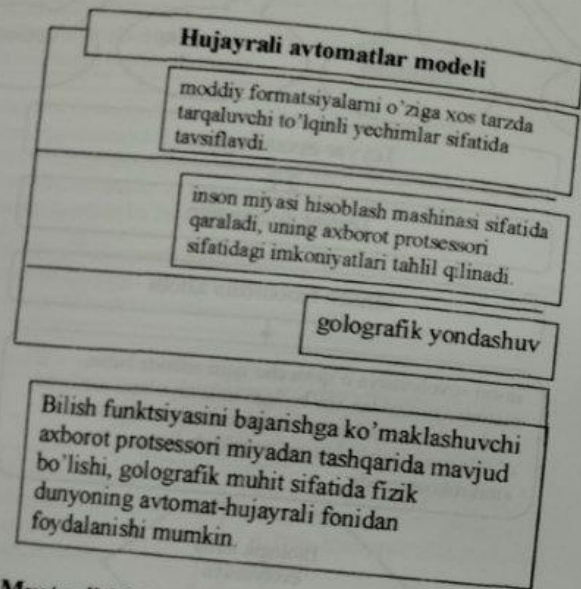 Hujayrali avtomatlar modeli
moddiy formatsiyalarni o'ziga xos tarzda
tarqaluvchi to'lqinli yechimlar sifatida
tavsiflaydi.
inson miyasi hisoblash mashinasi sifatida
qaraladi, uning axborot protsessori
sifatidagi imkoniyatlari tahlil qilinadi.
golografik yondashuv
Bilish funktsiyasini bajarishga ko'maklashuvchi
axborot protsessori miyadan tashqarida mavjud
bo'lishi, golografik muhit sifatida fizik
dunyoning avtomat-hujayrali fonidan
foydalanishi mumkin.